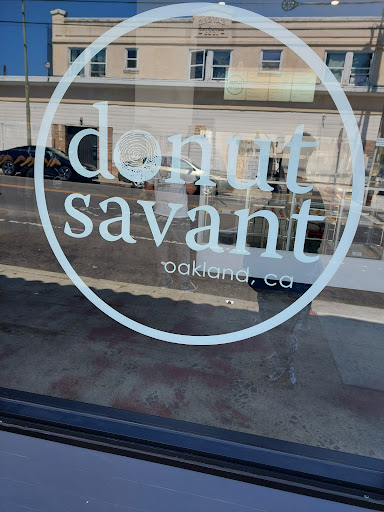 donut
savant
oakland, ca